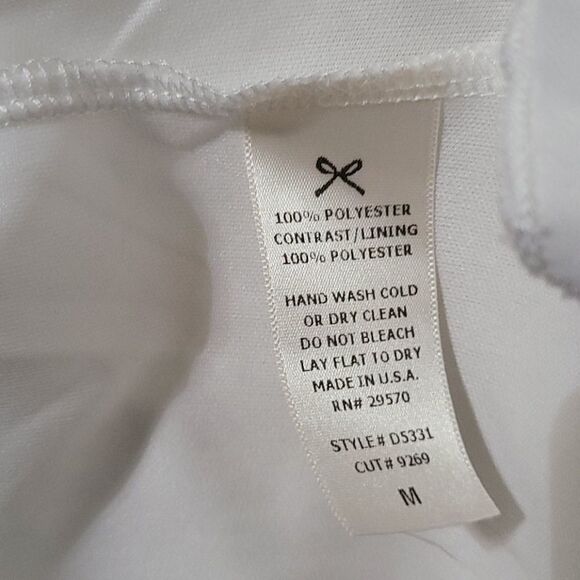 100% POLYESTER
CONTRAST/LINING
100% POLYESTER
HAND WASH COLD
OR DRY CLEAN
DO NOT BLEACH
LAY FLAT TO DRY
MADE IN U.S.A.
RN# 29570
STYLE# D5331
CUT# 9269
M